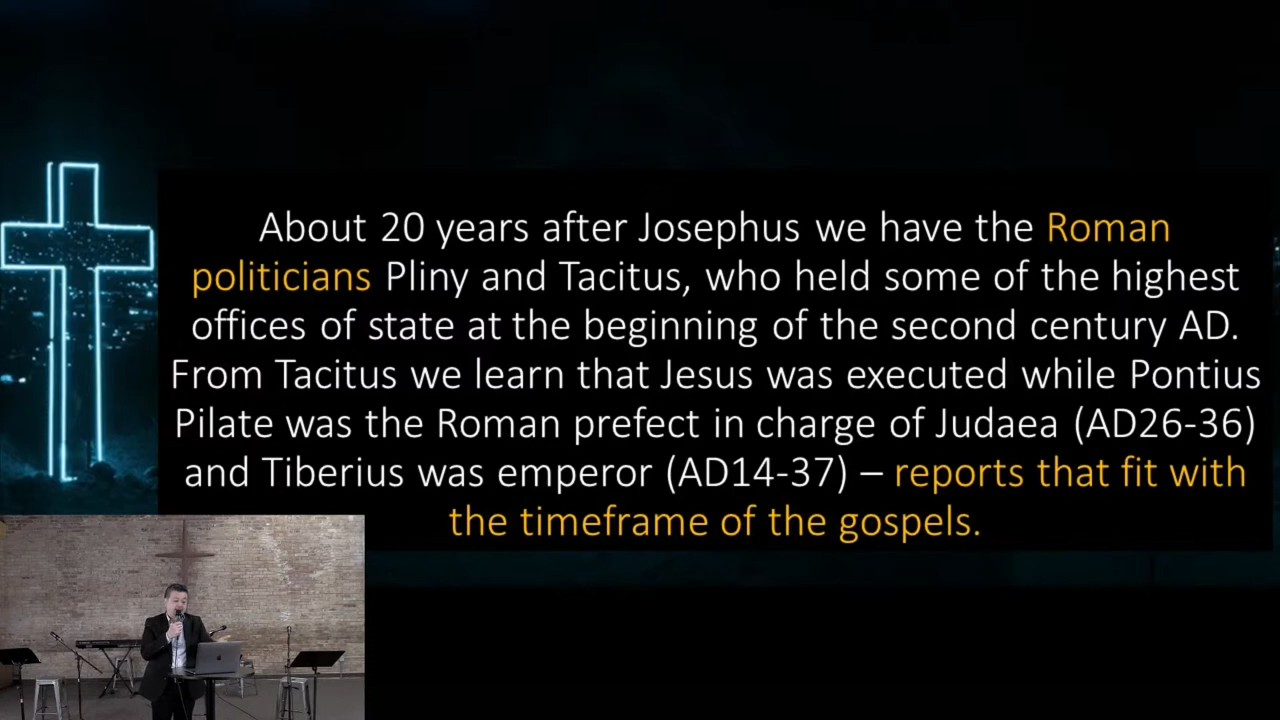 About 20 years after Josephus we have the Roman
politicians Pliny and Tacitus, who held some of the highest
offices of state at the beginning of the second century AD.
From Tacitus we learn that Jesus was executed while Pontius
Pilate was the Roman prefect in charge of Judaea (AD26-36)
and Tiberius was emperor (AD14-37) – reports that fit with
the timeframe of the gospels.